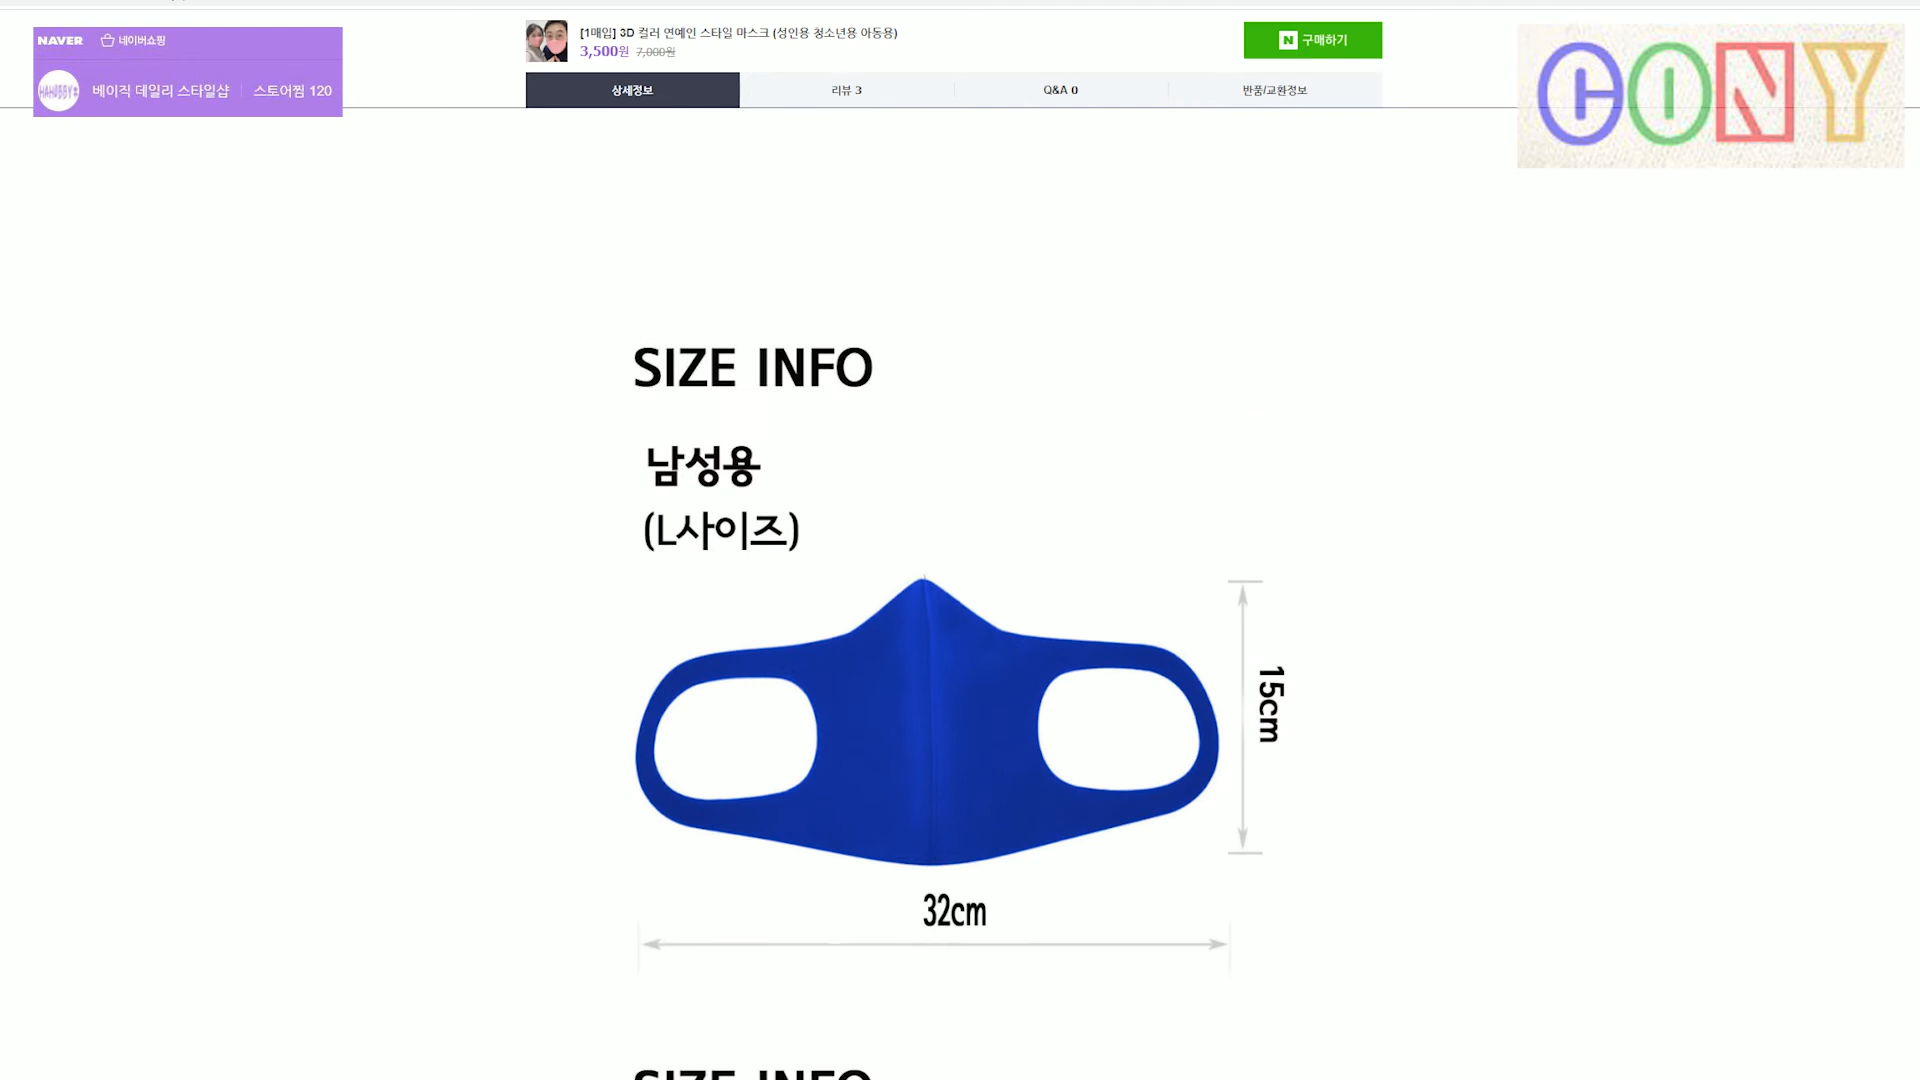 NAVER 네이버쇼핑
베이직 데일리 스타일샵 스토어찜 120
[1매입] 3D 컬러 연예인 스타일 마스크 (성인용 청소년용 아동용)
3,500원 7,000원
N 구매하기
상세정보 리뷰 3 Q&A 0 반품/교환정보
CONY
SIZE INFO
남성용
(L사이즈)
15cm
32cm
SIZE INFO